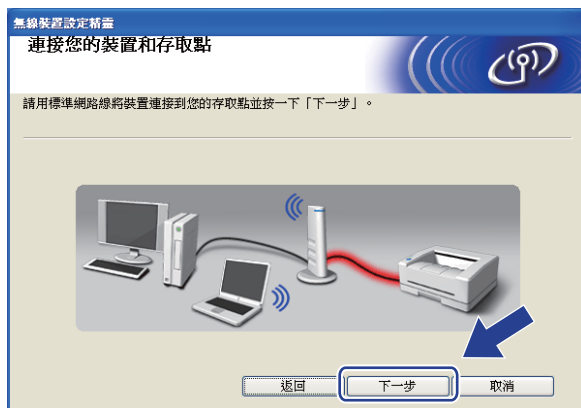 無線裝置設定精靈
連接您的裝置和存取點
請用標準網路線將裝置連接到您的存取點並按一下「下一步」。
返回
下一步
取消